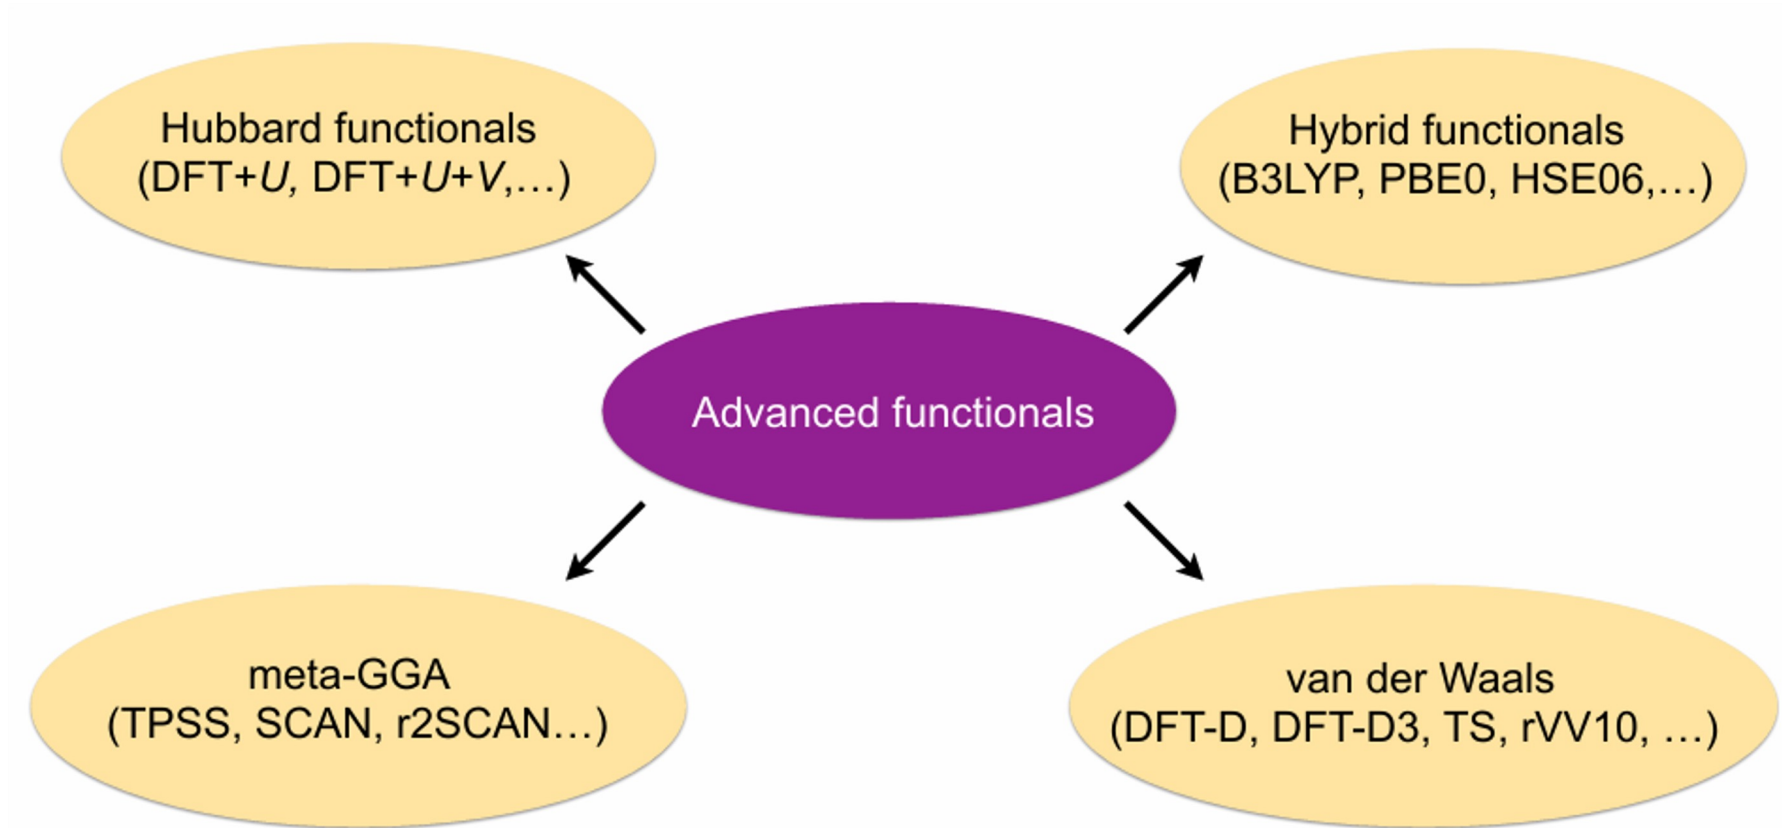 Hubbard functionals
(DFT+U, DFT+U+V,…)
Hybrid functionals
(B3LYP, PBE0, HSE06,…)
Advanced functionals
meta-GGA
(TPSS, SCAN, r2SCAN…)
van der Waals
(DFT-D, DFT-D3, TS, rVV10, …)